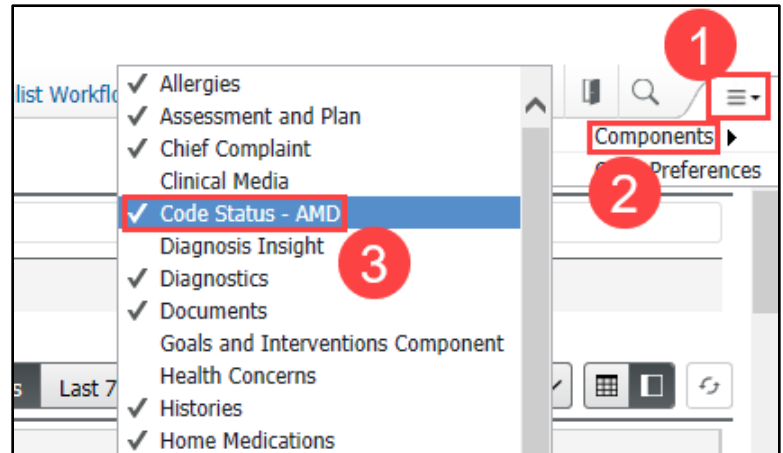 1
list Workflo
Components
Preferences
2
✓ Allergies
✓ Assessment and Plan
✓ Chief Complaint
Clinical Media
✓ Code Status - AMD
3
Diagnosis Insight
✓ Diagnostics
✓ Documents
Goals and Interventions Component
Health Concerns
✓ Histories
✓ Home Medications
s
Last 7